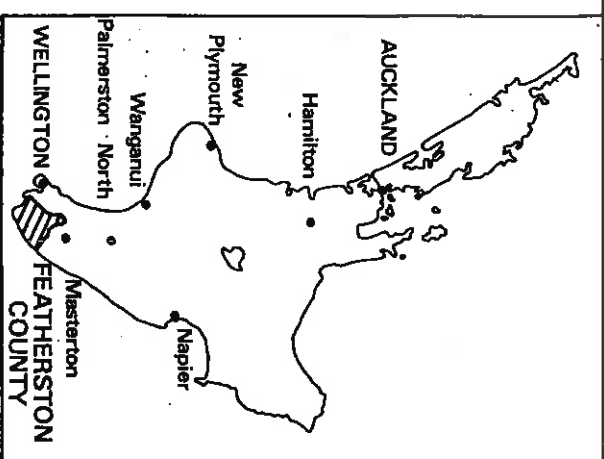 AUCKLAND
Hamilton
New
Plymouth
Wanganui
Palmerston North
WELLINGTON
Napier
Masterton
FEATHERSTON
COUNTY